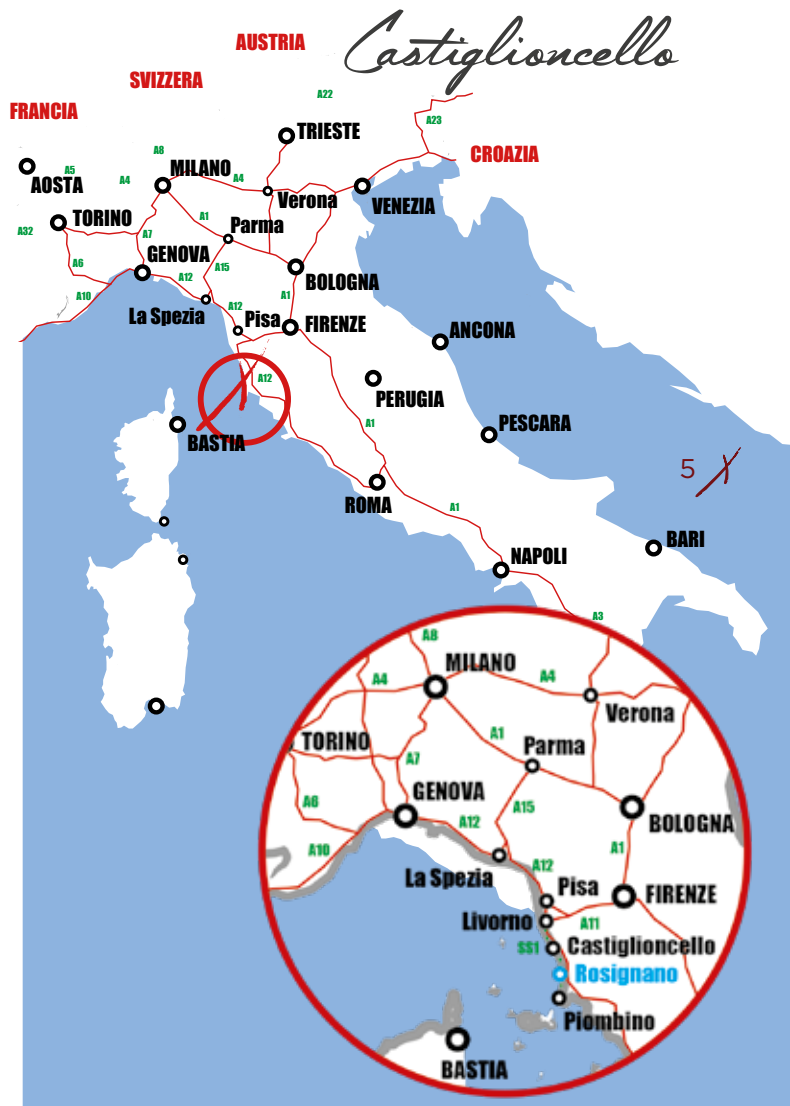 Castiglioncello
AUSTRIA
SVIZZERA
A22
FRANCIA
A23
TRIESTE
A8
CROAZIA
A5
MILANO
AOSTA
A4
A4
Verona
VENEZIA
TORINO
A1
Parma
A32
A7
GENOVA
A6
A15
A12
BOLOGNA
A10
A1
La Spezia
A12
Pisa
FIRENZE
ANCONA
A12
PERUGIA
BASTIA
A1
PESCARA
5
ROMA
A1
BARI
NAPOLI
A3
A8
MILANO
A4
A4
Verona
TORINO
A1
Parma
A7
GENOVA
A6
A15
A12
BOLOGNA
A10
A1
La Spezia
A12
Pisa
FIRENZE
Livorno
A11
SS1
Castiglioncello
Rosignano
Piombino
BASTIA